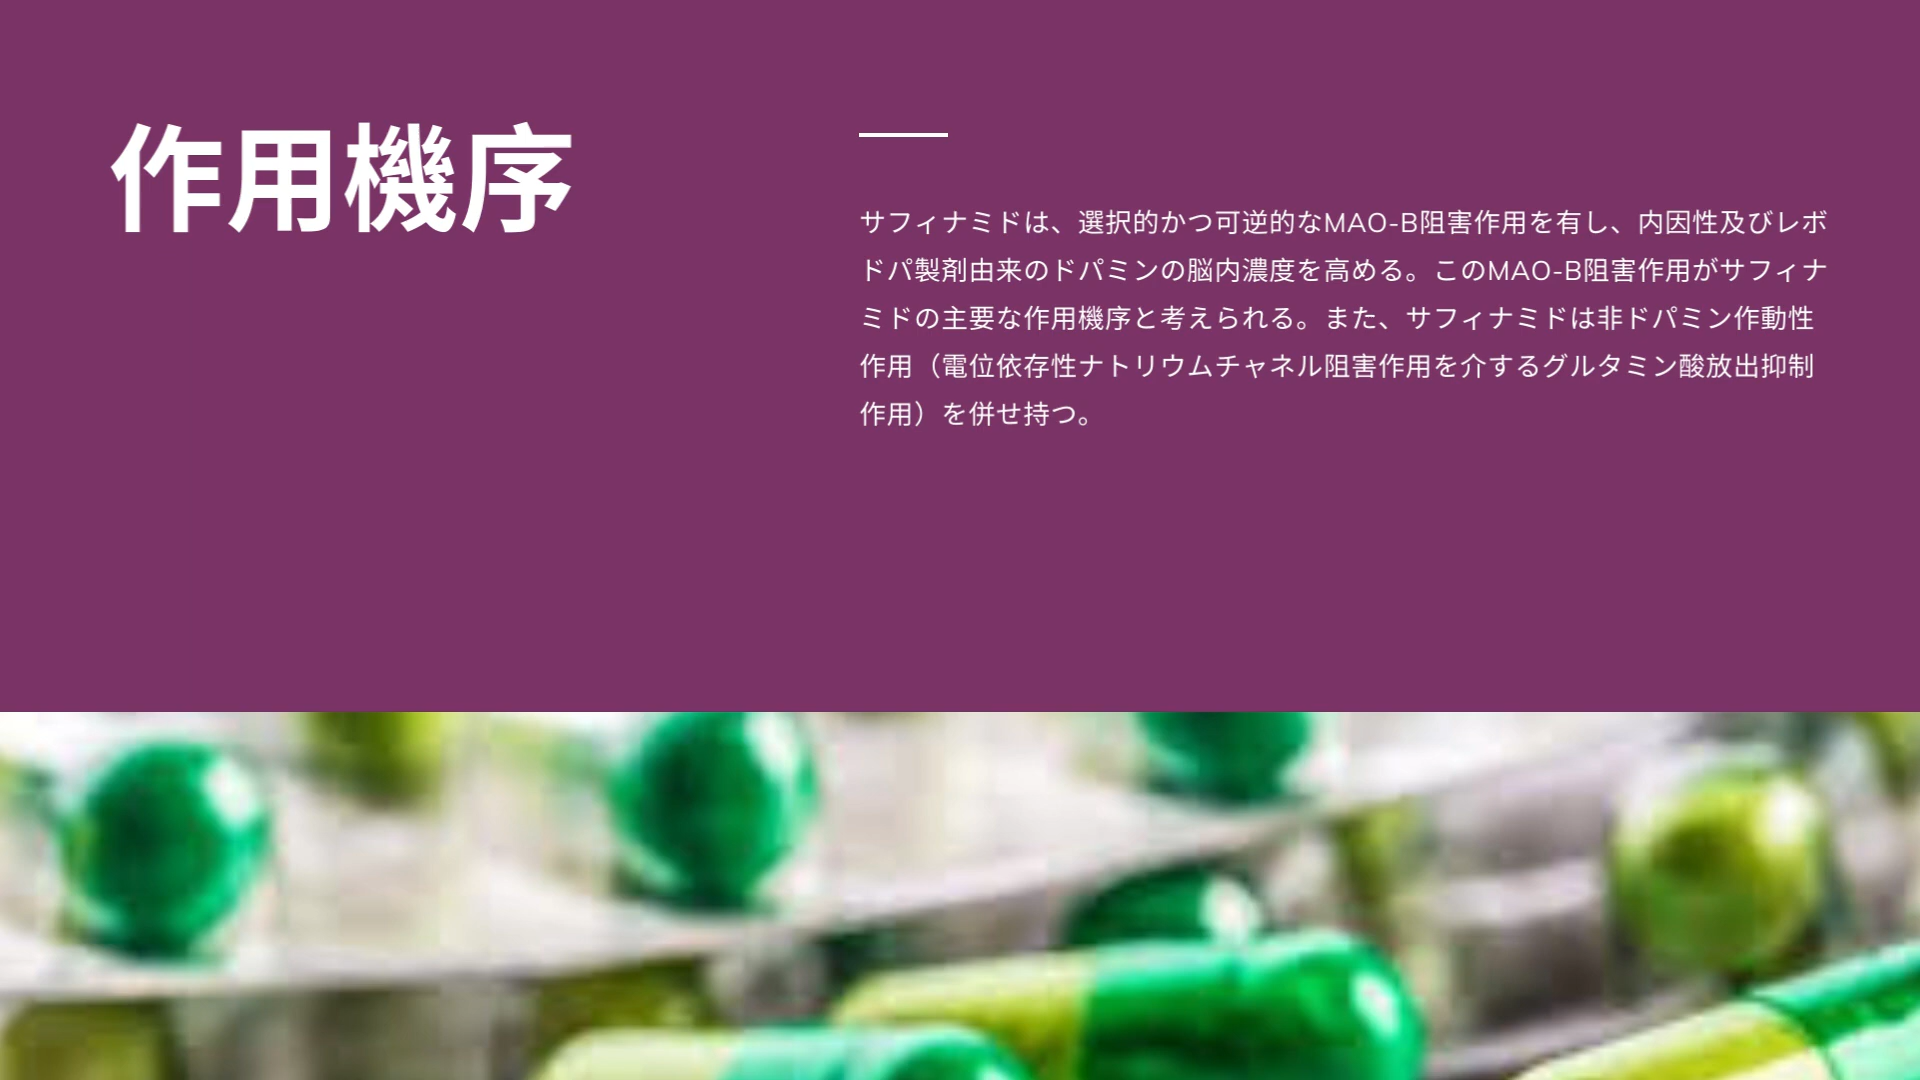 作用機序
サフィナミドは、選択的かつ可逆的なMAO-B阻害作用を有し、内因性及びレボ
ドパ製剤由来のドパミンの脳内濃度を高める。このMAO-B阻害作用がサフィナ
ミドの主要な作用機序と考えられる。また、サフィナミドは非ドパミン作動性
作用（電位依存性ナトリウムチャネル阻害作用を介するグルタミン酸放出抑制
作用）を併せ持つ。